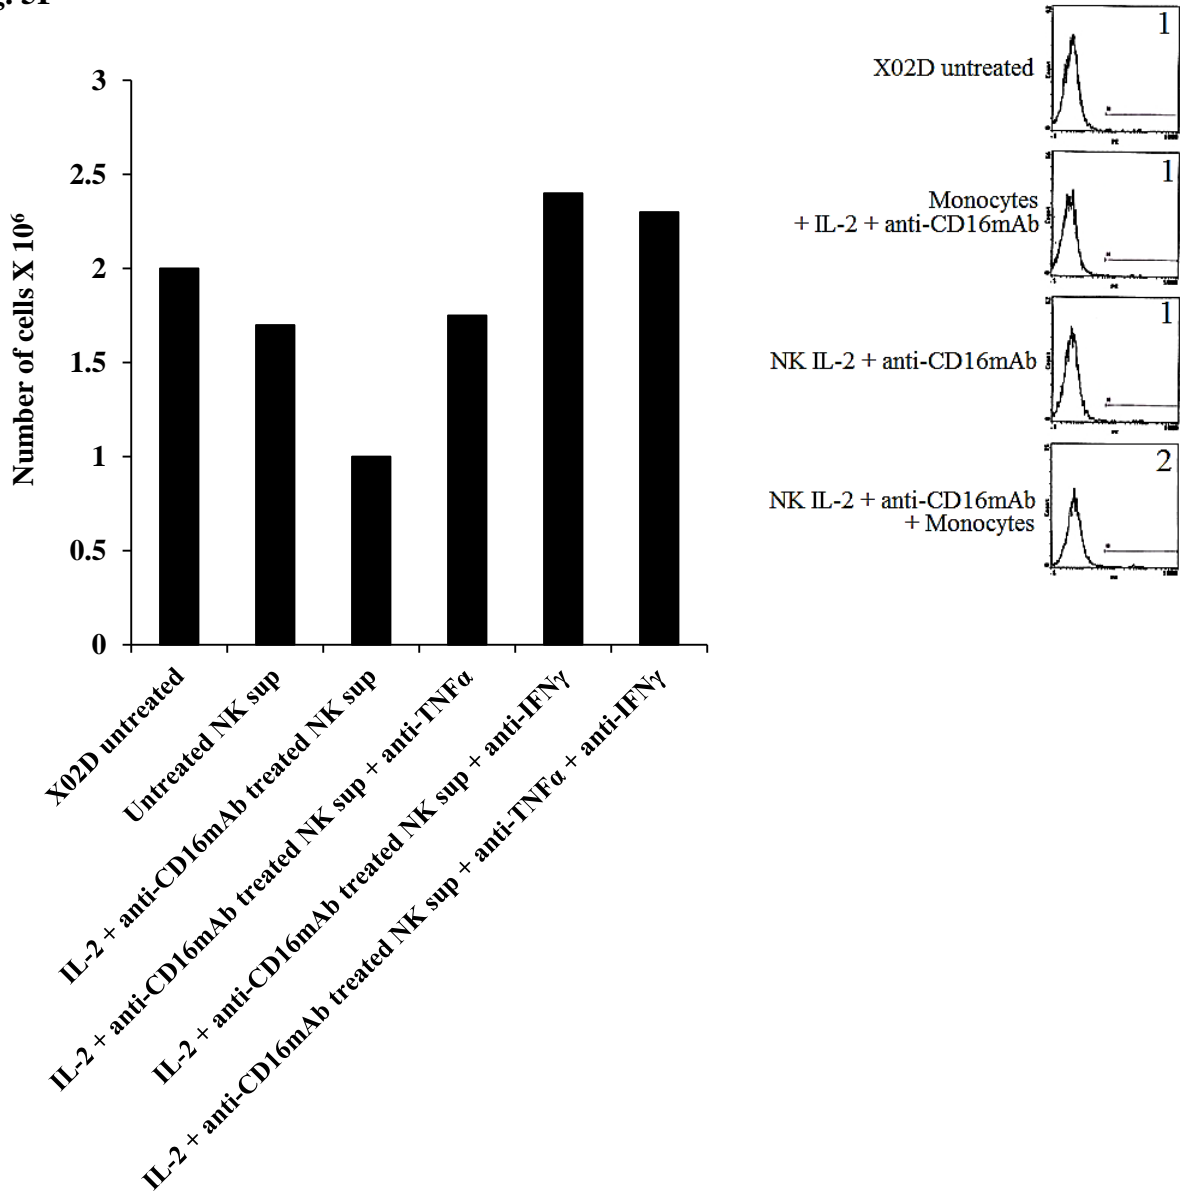 3
2.5
2
1.5
1
0.5
0
Number of cells X 10⁶
X02D untreated
Untreated NK sup
IL-2 + anti-CD16mAb treated NK sup
IL-2 + anti-CD16mAb treated NK sup + anti-TNFα
IL-2 + anti-CD16mAb treated NK sup + anti-IFNγ
IL-2 + anti-CD16mAb treated NK sup + anti-TNFα + anti-IFNγ
X02D untreated
1
Monocytes
+ IL-2 + anti-CD16mAb
1
NK IL-2 + anti-CD16mAb
1
NK IL-2 + anti-CD16mAb
+ Monocytes
2